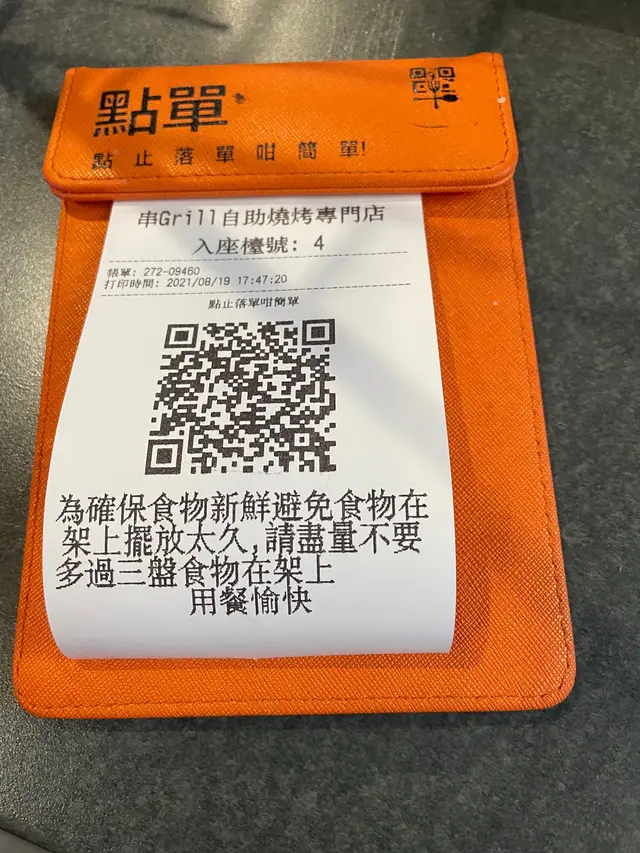 點單
點止落單咁簡單!
串Grill自助燒烤專門店
入座檯號: 4
帳單: 272-09460
打印時間: 2021/08/19 17:47:20
點止落單咁簡單
為確保食物新鮮避免食物在
架上擺放太久,請盡量不要
多過三盤食物在架上
用餐愉快